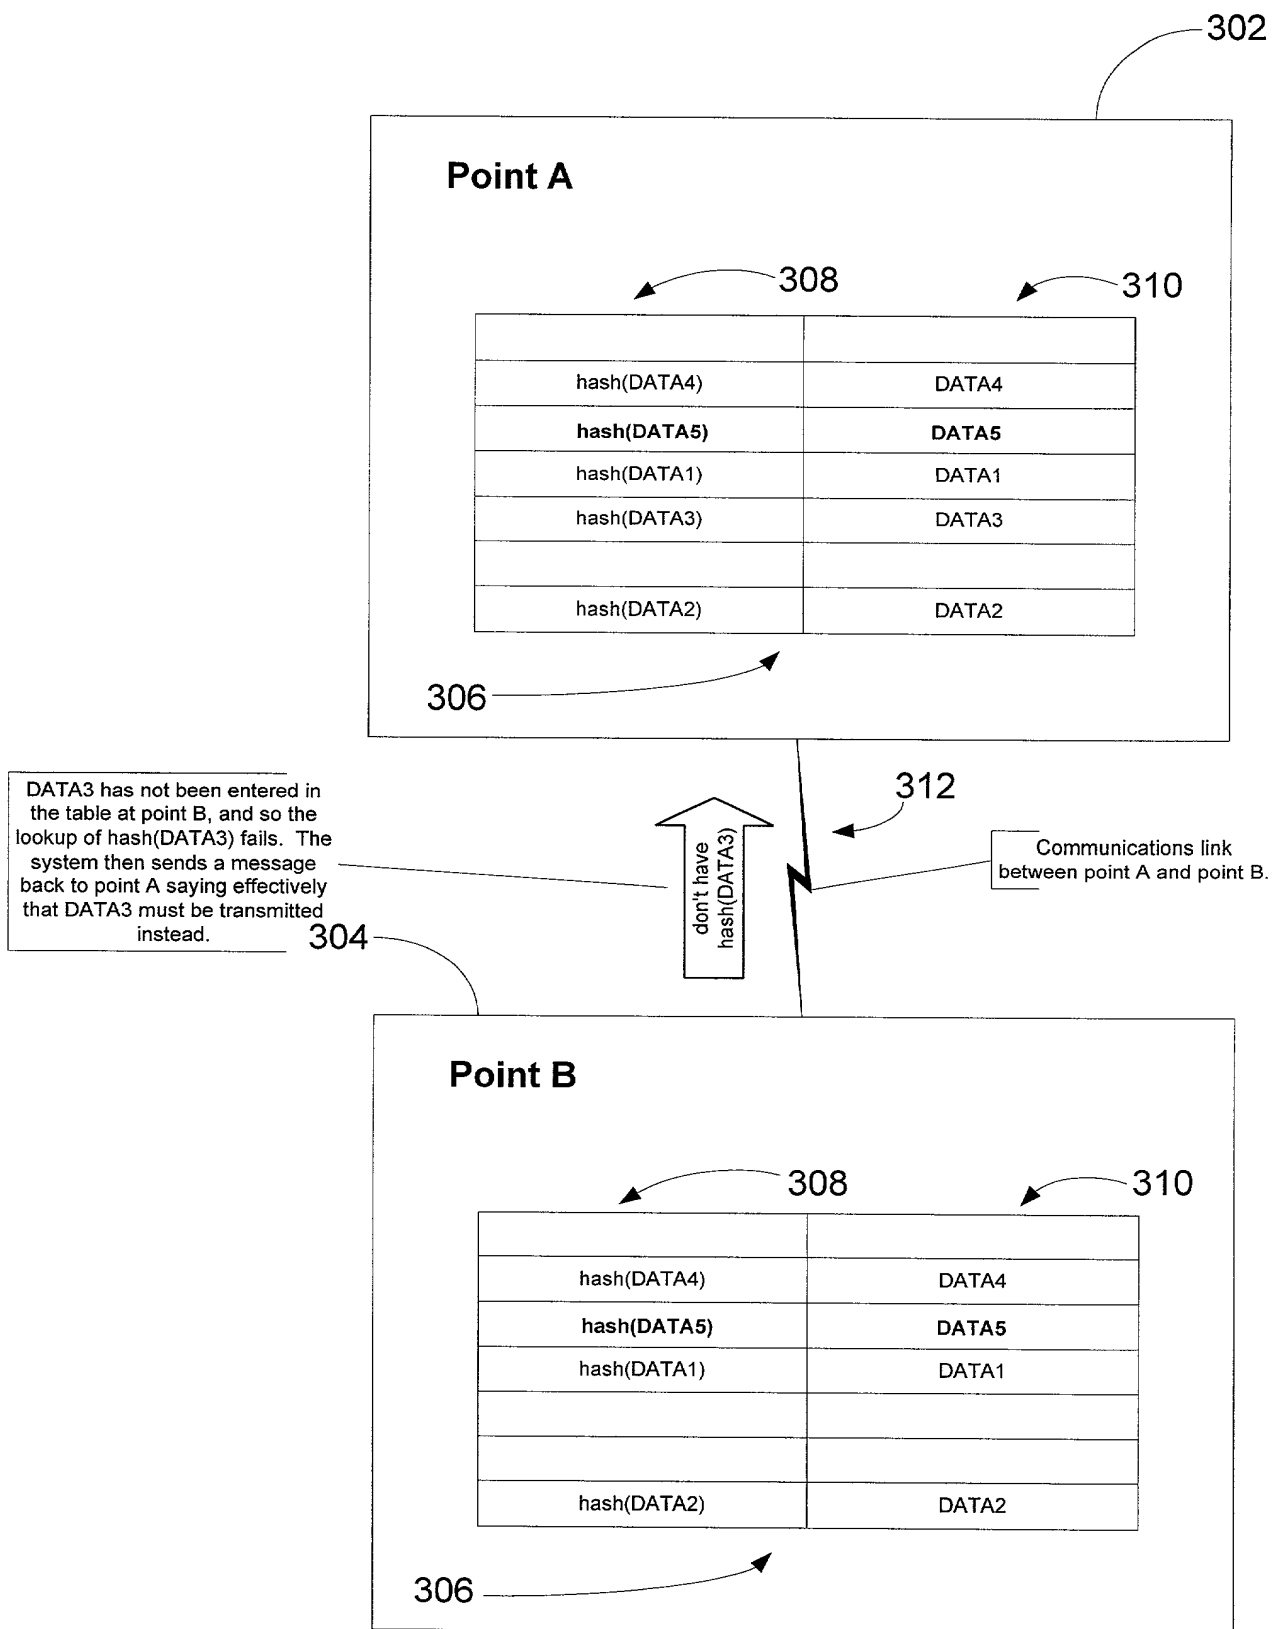 302
Point A
308
310
hash(DATA4) DATA4
hash(DATA5) DATA5
hash(DATA1) DATA1
hash(DATA3) DATA3
hash(DATA2) DATA2
306
DATA3 has not been entered in
the table at point B, and so the
lookup of hash(DATA3) fails. The
system then sends a message
back to point A saying effectively
that DATA3 must be transmitted
instead.
don't have
hash(DATA3)
312
Communications link
between point A and point B.
304
Point B
308
310
hash(DATA4) DATA4
hash(DATA5) DATA5
hash(DATA1) DATA1
hash(DATA2) DATA2
306